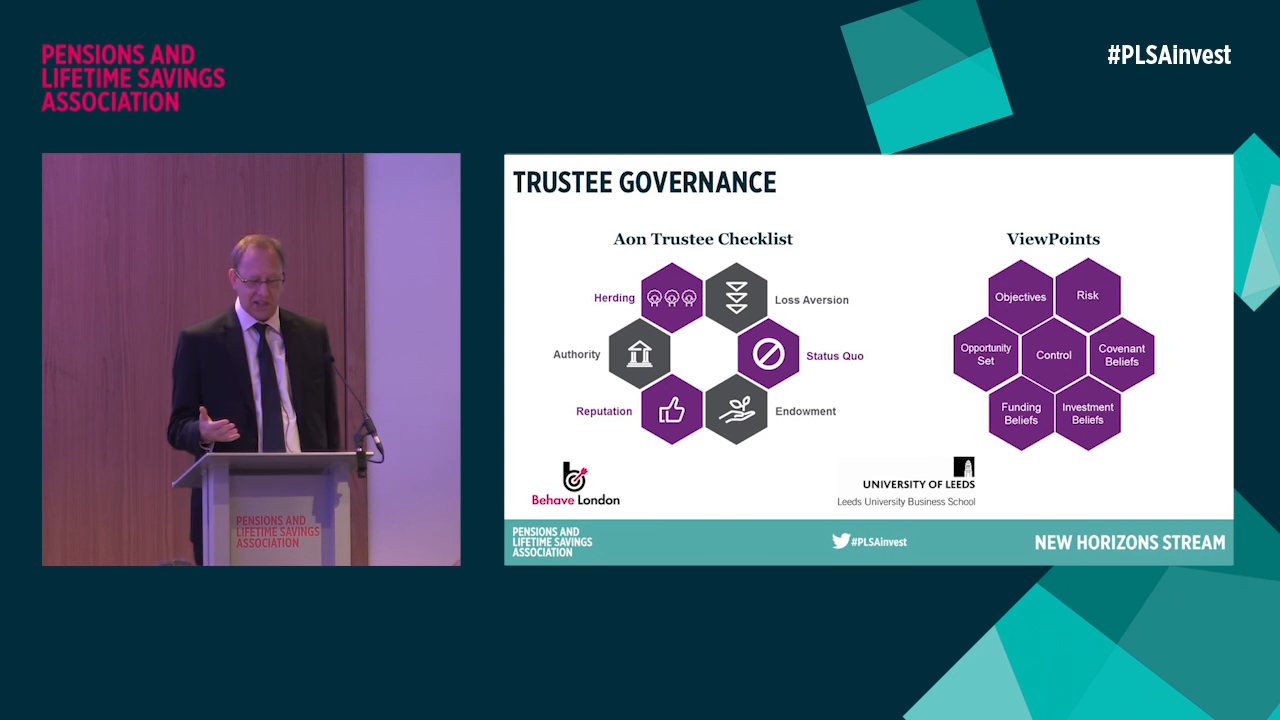 PENSIONS AND
LIFETIME SAVINGS
ASSOCIATION
#PLSAinvest
TRUSTEE GOVERNANCE
Aon Trustee Checklist
Herding
Loss Aversion
Authority
Status Quo
Reputation
Endowment
ViewPoints
Objectives
Risk
Opportunity
Set
Control
Covenant
Beliefs
Funding
Beliefs
Investment
Beliefs
Behave London
UNIVERSITY OF LEEDS
Leeds University Business School
PENSIONS AND
LIFETIME SAVINGS
ASSOCIATION
#PLSAinvest
NEW HORIZONS STREAM
PENSIONS AND
LIFETIME SAVINGS
ASSOCIATION